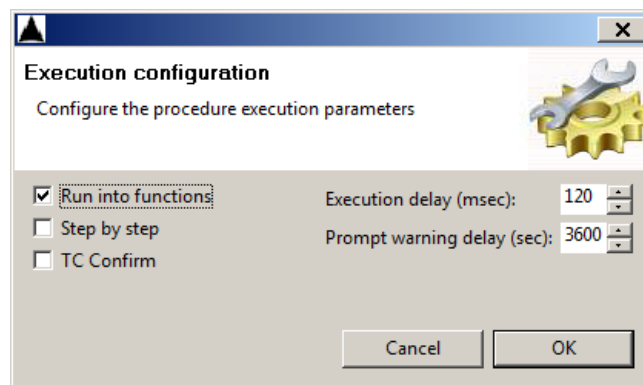 Execution configuration
Configure the procedure execution parameters
Run into functions
Execution delay (msec): 120
Step by step
Prompt warning delay (sec): 3600
TC Confirm
Cancel
OK